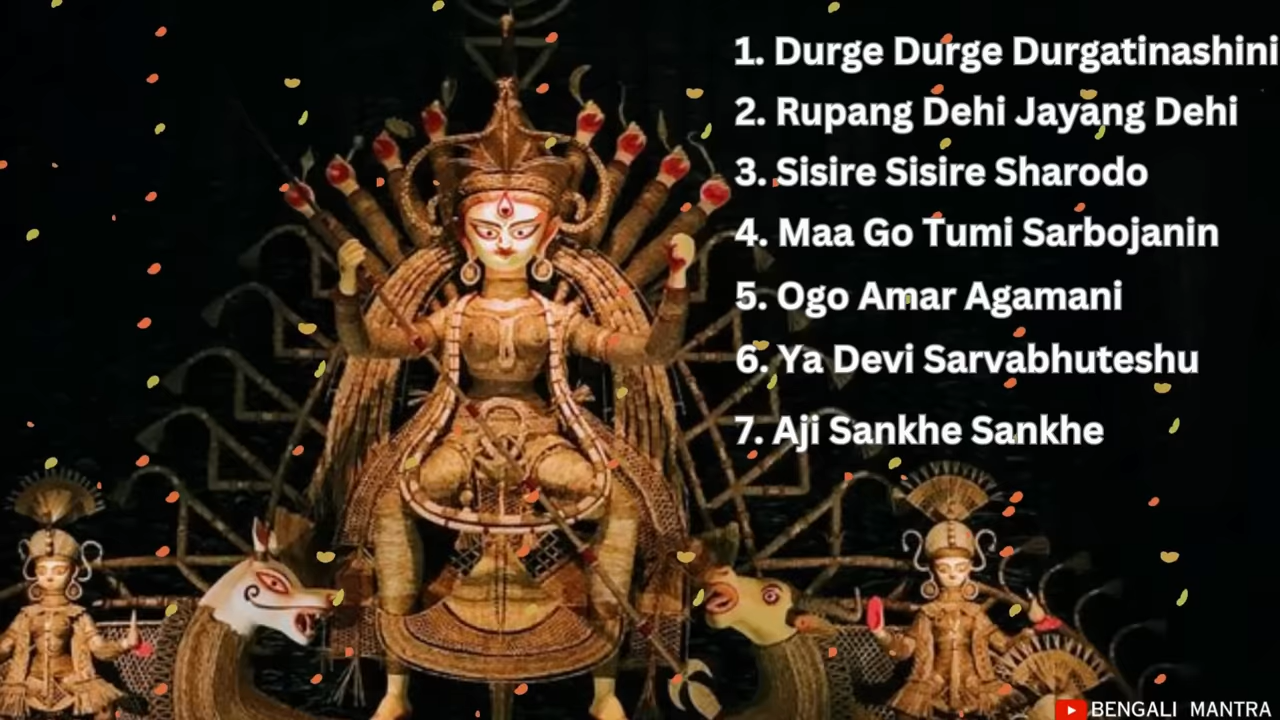 1. Durge Durge Durgatinashini
2. Rupang Dehi Jayang Dehi
3. Sisire Sisire Sharodo
4. Maa Go Tumi Sarbojanin
5. Ogo Amar Agamani
6. Ya Devi Sarvabhuteshu
7. Aji Sankhe Sankhe
BENGALI MANTRA